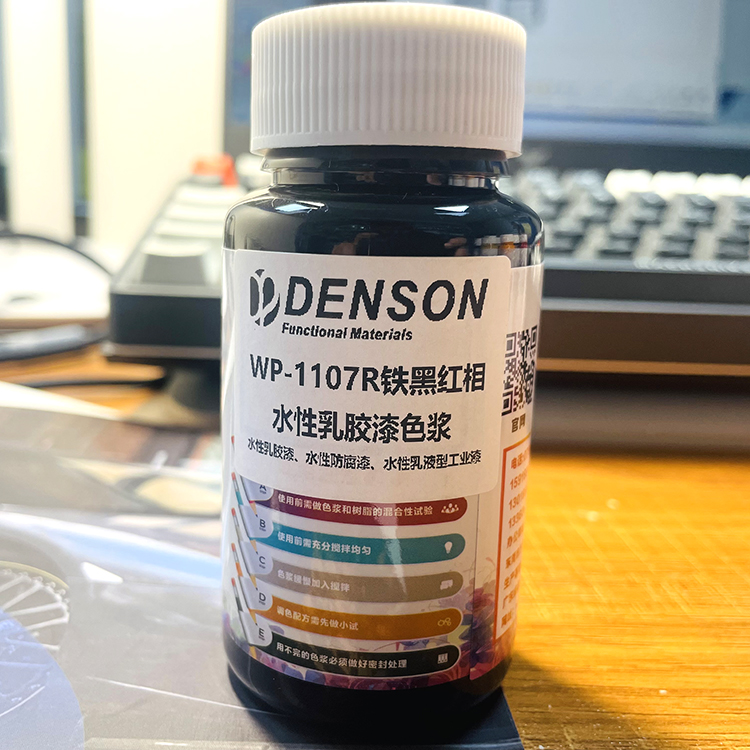 DENSON
Functional Materials
WP-1107R铁黑红相
水性乳胶漆色浆
水性乳胶漆、水性防腐漆、水性乳液型工业漆
A
使用前需做色浆和树脂的混合性试验
B
使用前需充分搅拌均匀
C
色浆缓慢加入搅拌
D
调色配方需先做小试
E
用不完的色浆必须做好密封处理
官网